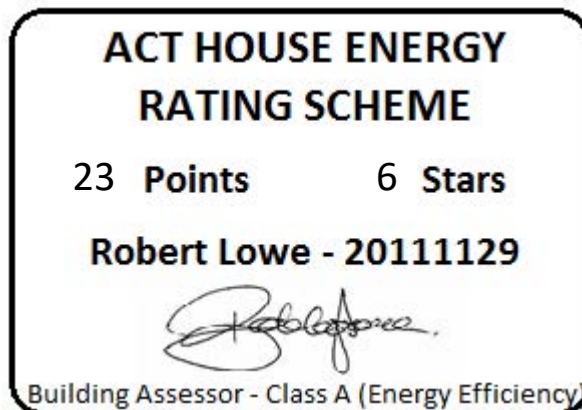 ACT HOUSE ENERGY
RATING SCHEME
23 Points 6 Stars
Robert Lowe - 20111129
Building Assessor - Class A (Energy Efficiency)